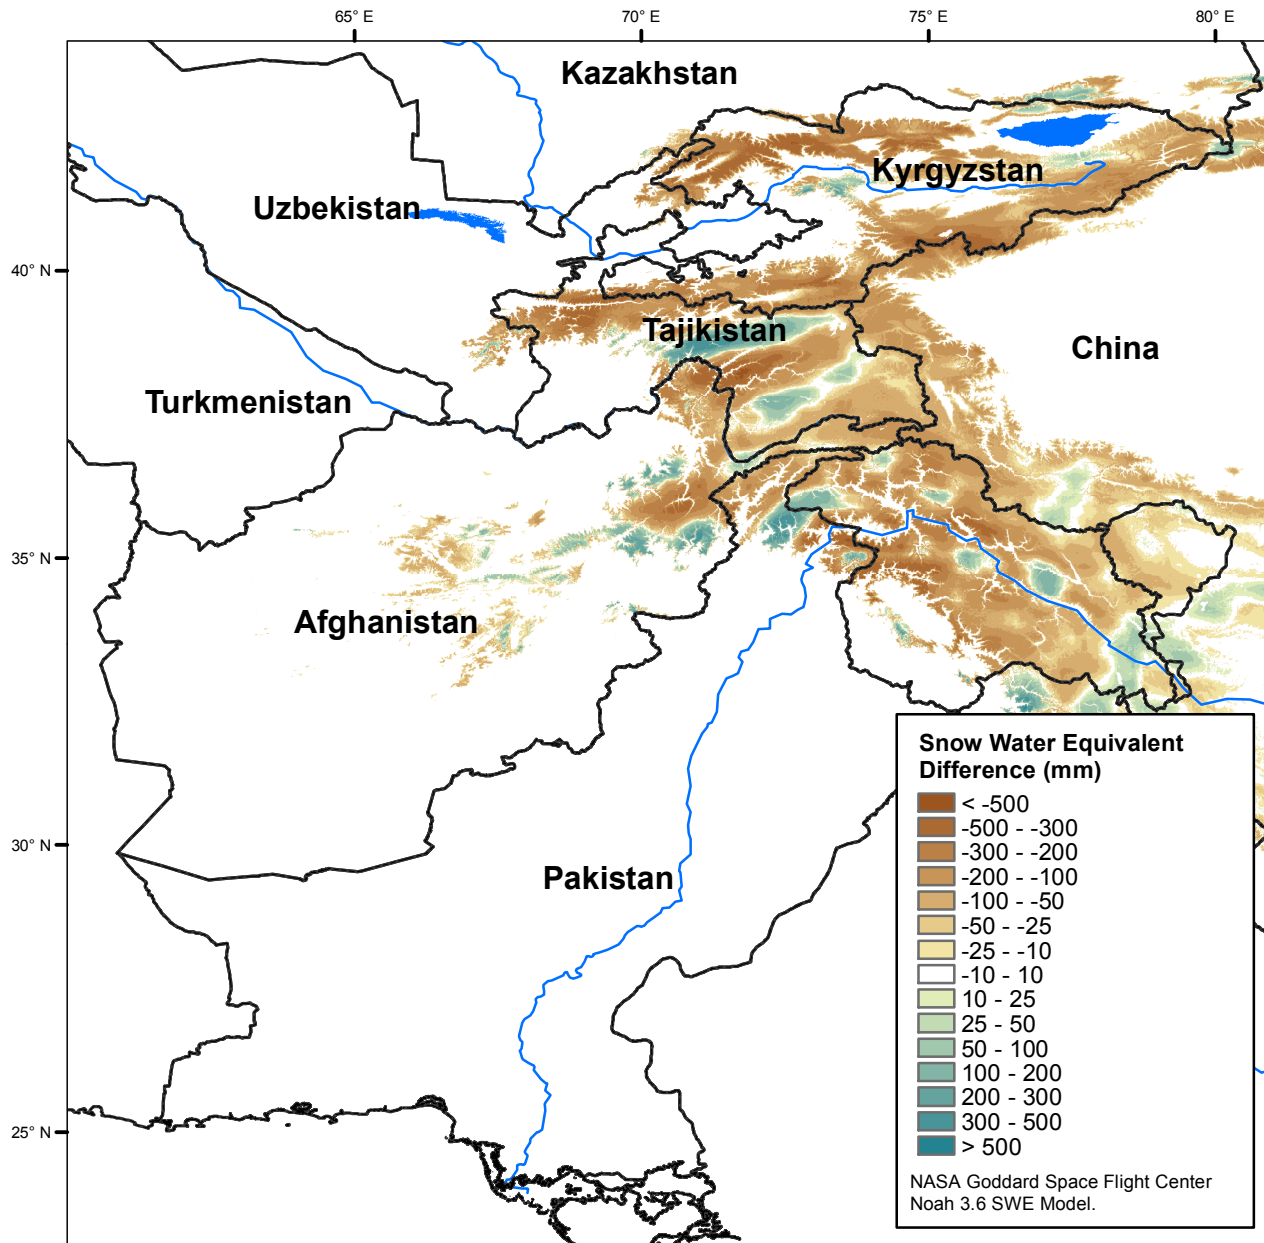 65° E
70° E
75° E
80° E
Kazakhstan
Kyrgyzstan
Uzbekistan
40° N
Tajikistan
China
Turkmenistan
35° N
Afghanistan
Snow Water Equivalent
Difference (mm)
< -500
-500 - -300
-300 - -200
-200 - -100
-100 - -50
-50 - -25
-25 - -10
-10 - 10
10 - 25
25 - 50
50 - 100
100 - 200
200 - 300
300 - 500
> 500
30° N
Pakistan
25° N
NASA Goddard Space Flight Center
Noah 3.6 SWE Model.